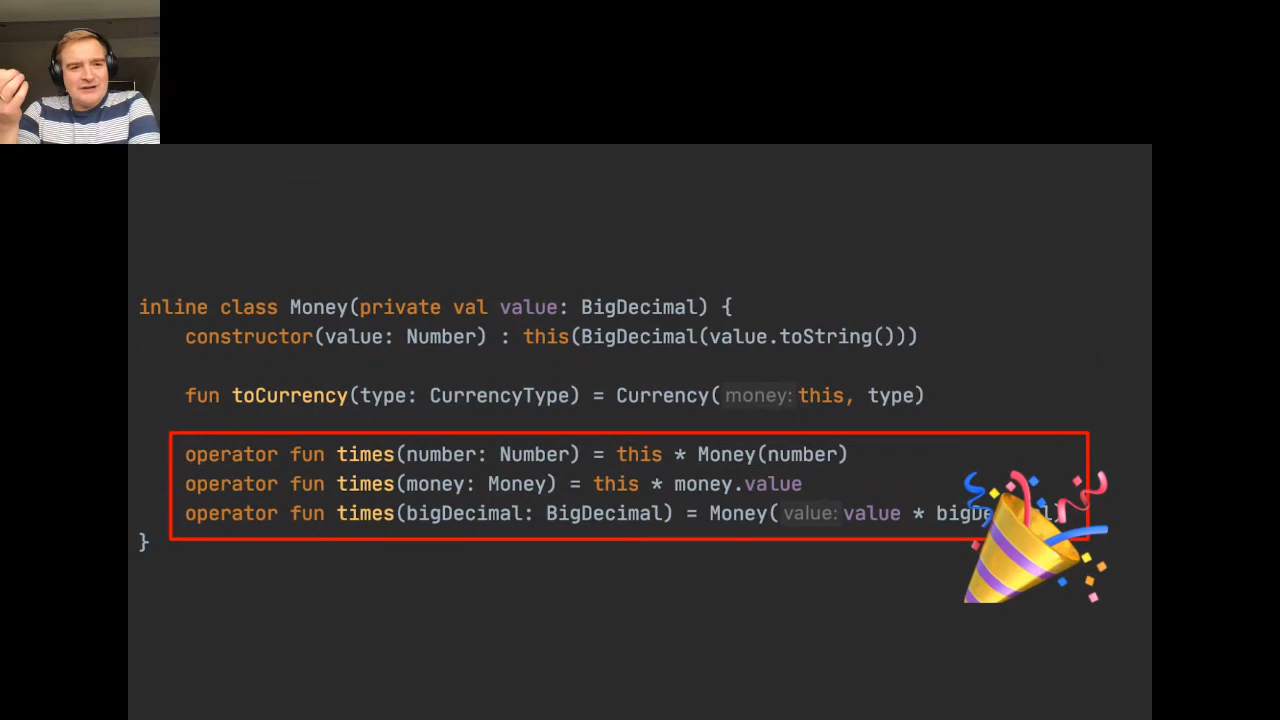 inline class Money(private val value: BigDecimal) {
constructor(value: Number) : this(BigDecimal(value.toString()))
fun toCurrency(type: CurrencyType) = Currency( money: this, type)
operator fun times(number: Number) = this * Money(number)
operator fun times(money: Money) = this * money.value
operator fun times(bigDecimal: BigDecimal) = Money( value: value *
}